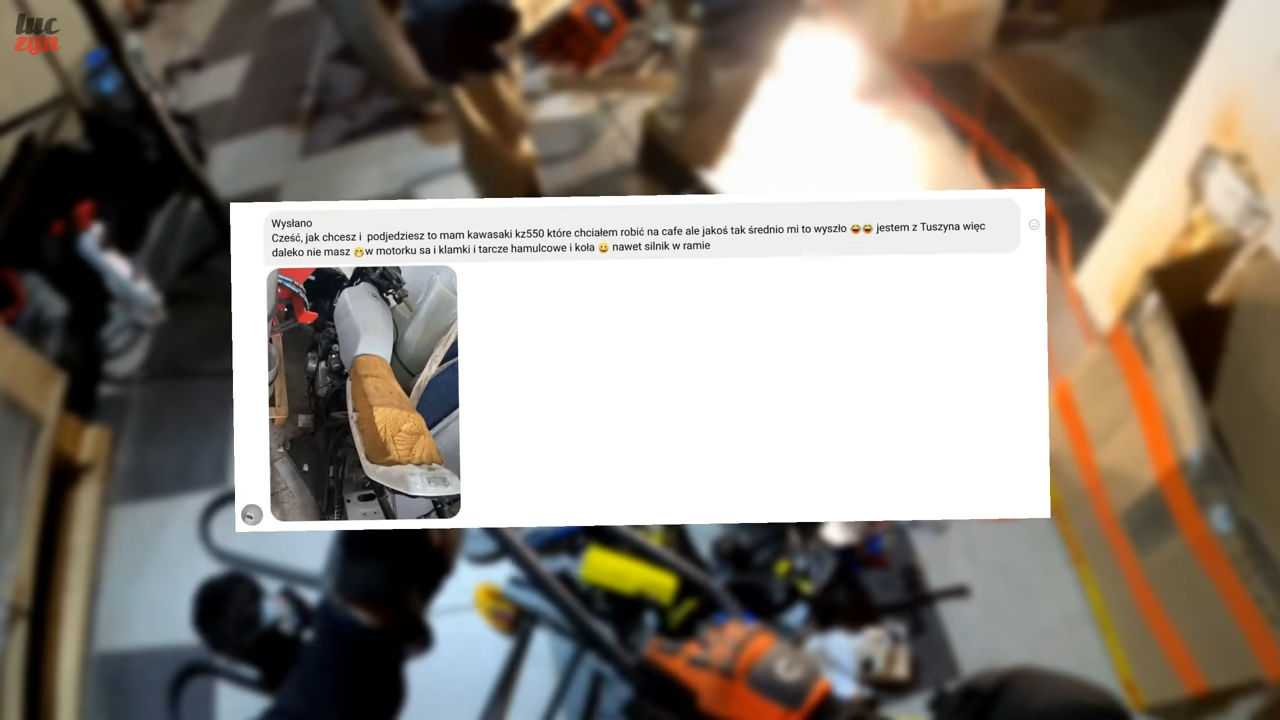 luc
zyn
Wysłano
Cześć, jak chcesz i podjedziesz to mam kawasaki kz550 które chciałem robić na cafe ale jakoś tak średnio mi to wyszło 😂😂 jestem z Tuszyna więc
daleko nie masz 😁w motorku sa i klamki i tarcze hamulcowe i koła 😀 nawet silnik w ramie